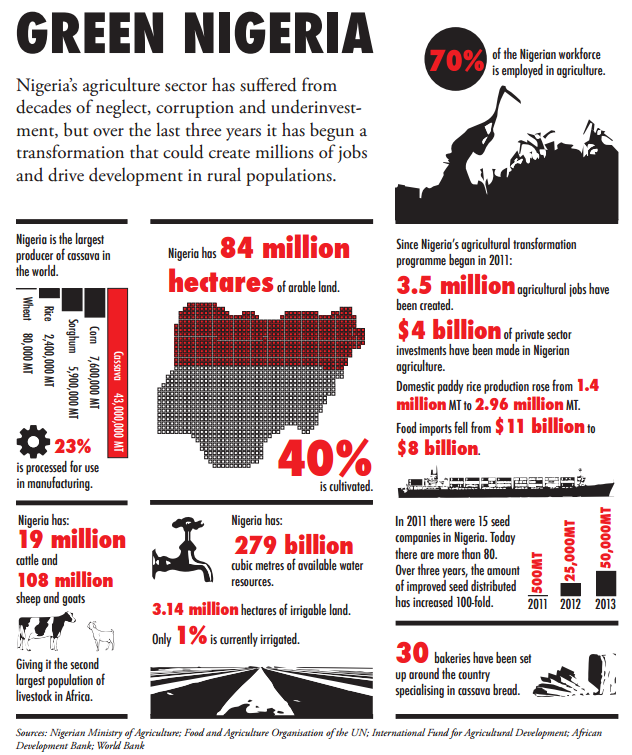 GREEN NIGERIA
Nigeria's agriculture sector has suffered from
decades of neglect, corruption and underinvest-
ment, but over the last three years it has begun a
transformation that could create millions of jobs
and drive development in rural populations.
70%
of the Nigerian workforce
is employed in agriculture.
Nigeria is the largest
producer of cassava in
the world.
Wheat 80,000 MT
Rice 2,400,000 MT
Sorghum 5,900,000 MT
Corn 7,600,000 MT
Cassava 43,000,000 MT
23%
is processed for use
in manufacturing.
Nigeria has 84 million
hectares of arable land.
40%
is cultivated.
Since Nigeria's agricultural transformation
programme began in 2011:
3.5 million agricultural jobs have
been created.
$4 billion of private sector
investments have been made in Nigerian
agriculture.
Domestic paddy rice production rose from 1.4
million MT to 2.96 million MT.
Food imports fell from $11 billion to
$8 billion.
Nigeria has:
19 million
cattle and
108 million
sheep and goats
Giving it the second
largest population of
livestock in Africa.
Nigeria has:
279 billion
cubic metres of available water
resources.
3.14 million hectares of irrigable land.
Only 1% is currently irrigated.
In 2011 there were 15 seed
companies in Nigeria. Today
there are more than 80.
Over three years, the amount
of improved seed distributed
has increased 100-fold.
500MT
25,000MT
50,000MT
2011 2012 2013
30 bakeries have been set
up around the country
specialising in cassava bread.
Sources: Nigerian Ministry of Agriculture; Food and Agriculture Organisation of the UN; International Fund for Agricultural Development; African
Development Bank; World Bank